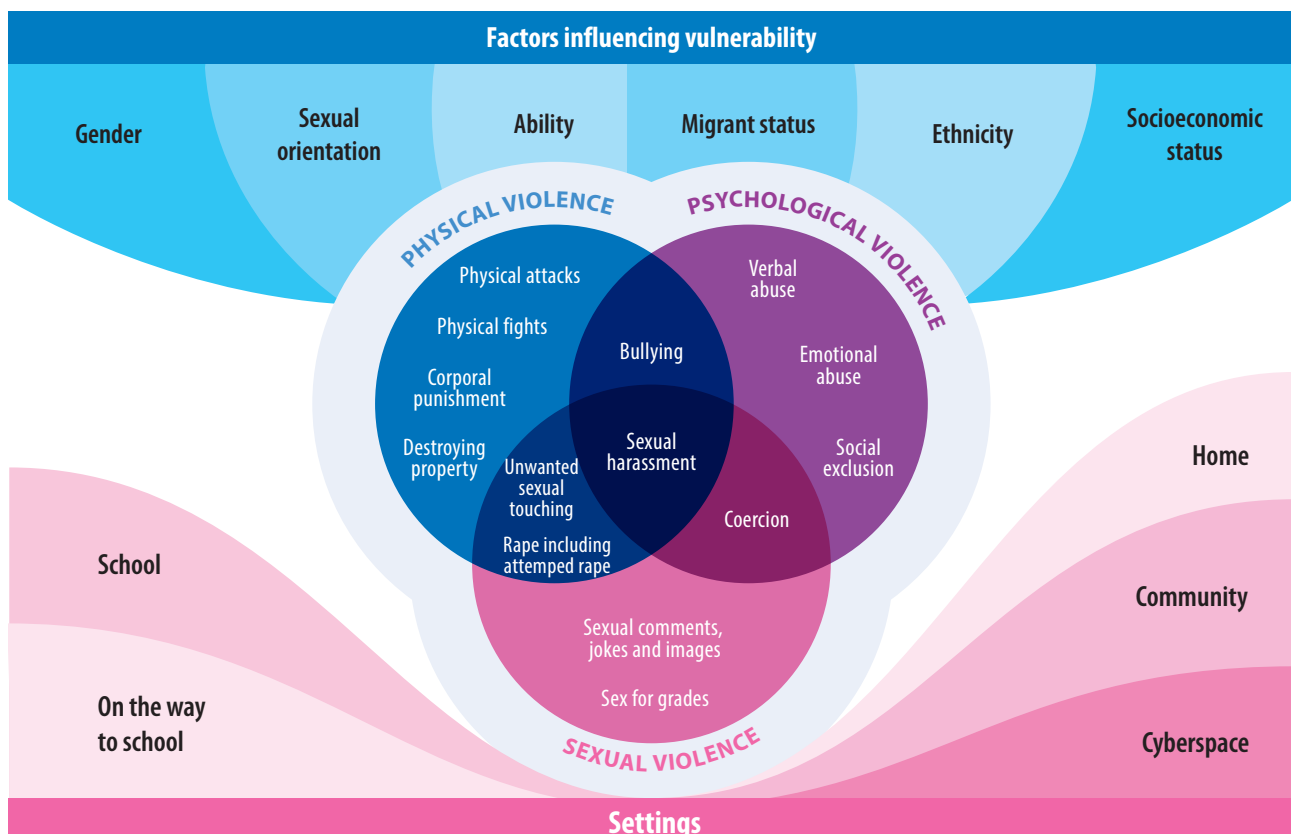 Factors influencing vulnerability
Gender
Sexual
orientation
Ability
Migrant status
Ethnicity
Socioeconomic
status
PHYSICAL VIOLENCE
PSYCHOLOGICAL VIOLENCE
Physical attacks
Physical fights
Corporal
punishment
Destroying
property
Bullying
Verbal
abuse
Emotional
abuse
Social
exclusion
Sexual
harassment
Unwanted
sexual
touching
Rape including
attemped rape
Coercion
Sexual comments,
jokes and images
Sex for grades
SEXUAL VIOLENCE
School
On the way
to school
Home
Community
Cyberspace
Settings